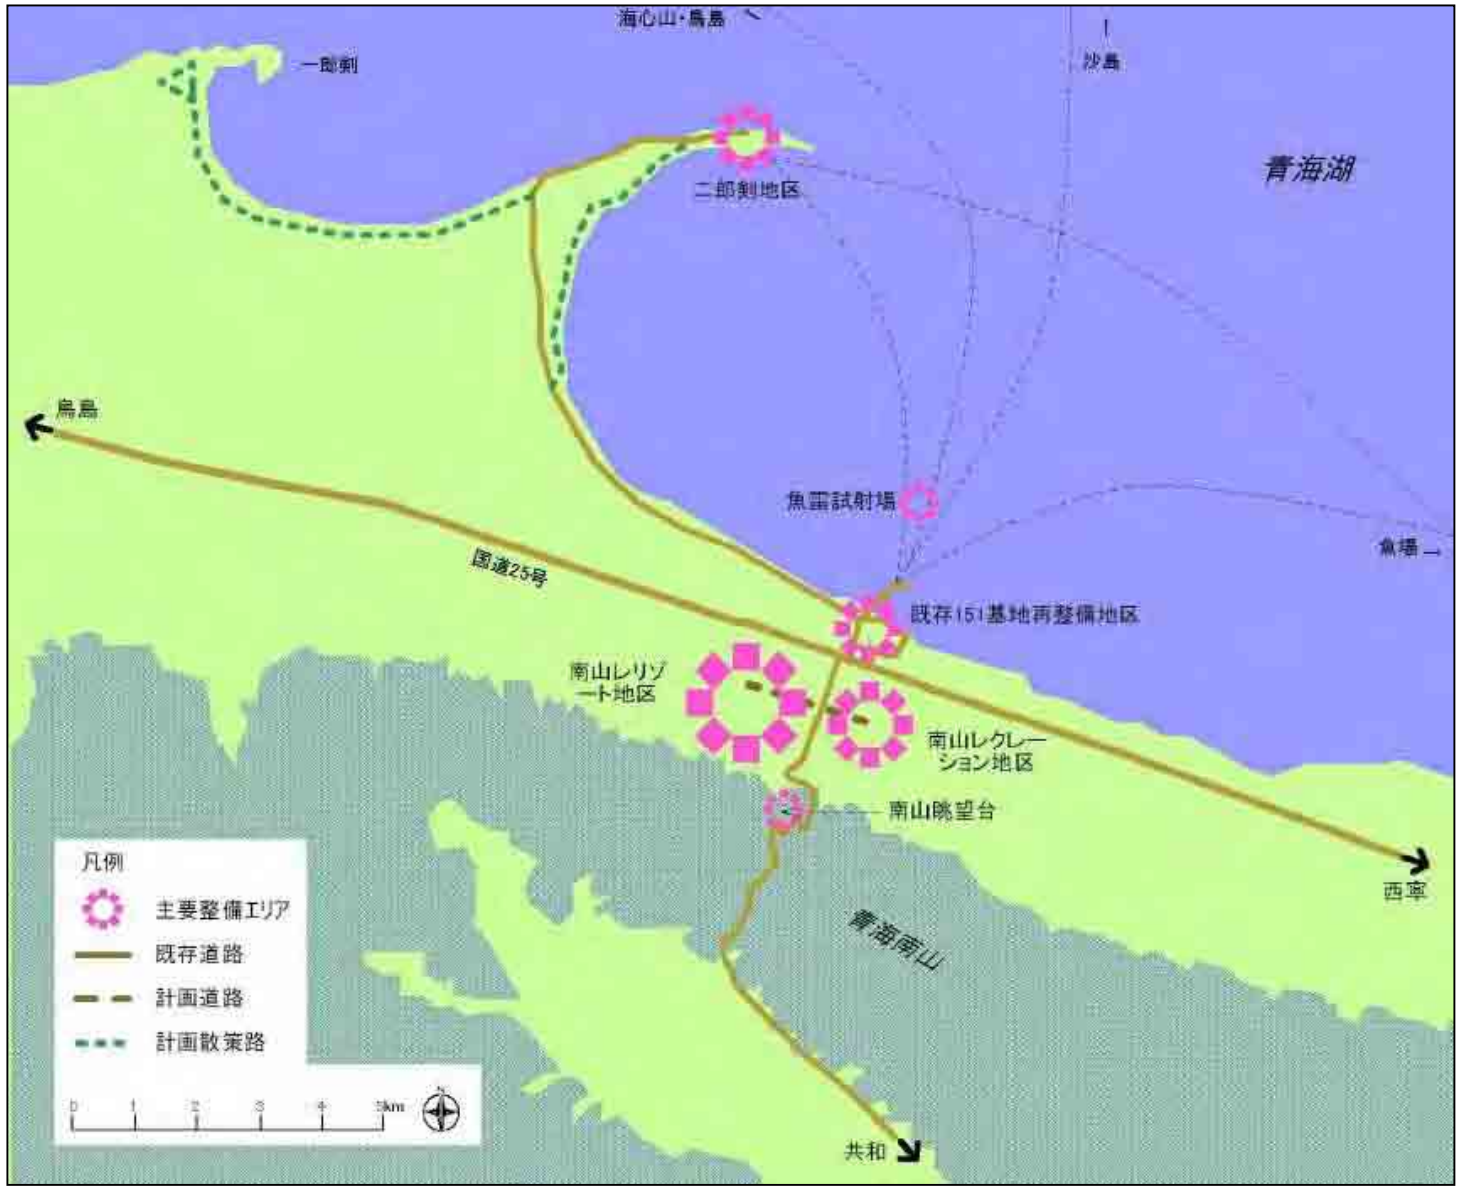 海心山・鳥島
沙島
一郎剣
青海湖
二郎剣地区
鳥島
魚雷試射場
魚場
国道25号
既存151基地再整備地区
南山レリゾ
ート地区
南山レクレー
ション地区
南山眺望台
西寧
青海南山
凡例
主要整備エリア
既存道路
計画道路
計画散策路
0 1 2 3 4 5km
N
共和